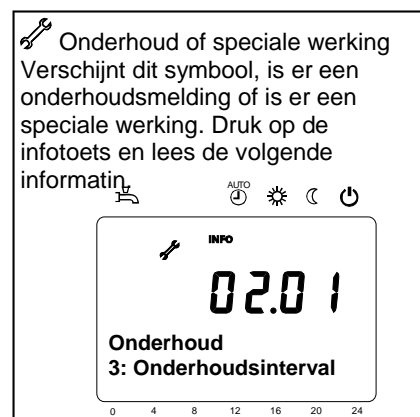 Onderhoud of speciale werking
Verschijnt dit symbool, is er een
onderhoudsmelding of is er een
speciale werking. Druk op de
infotoets en lees de volgende
informatin
AUTO
INFO
02.01
Onderhoud
3: Onderhoudsinterval
0 4 8 12 16 20 24